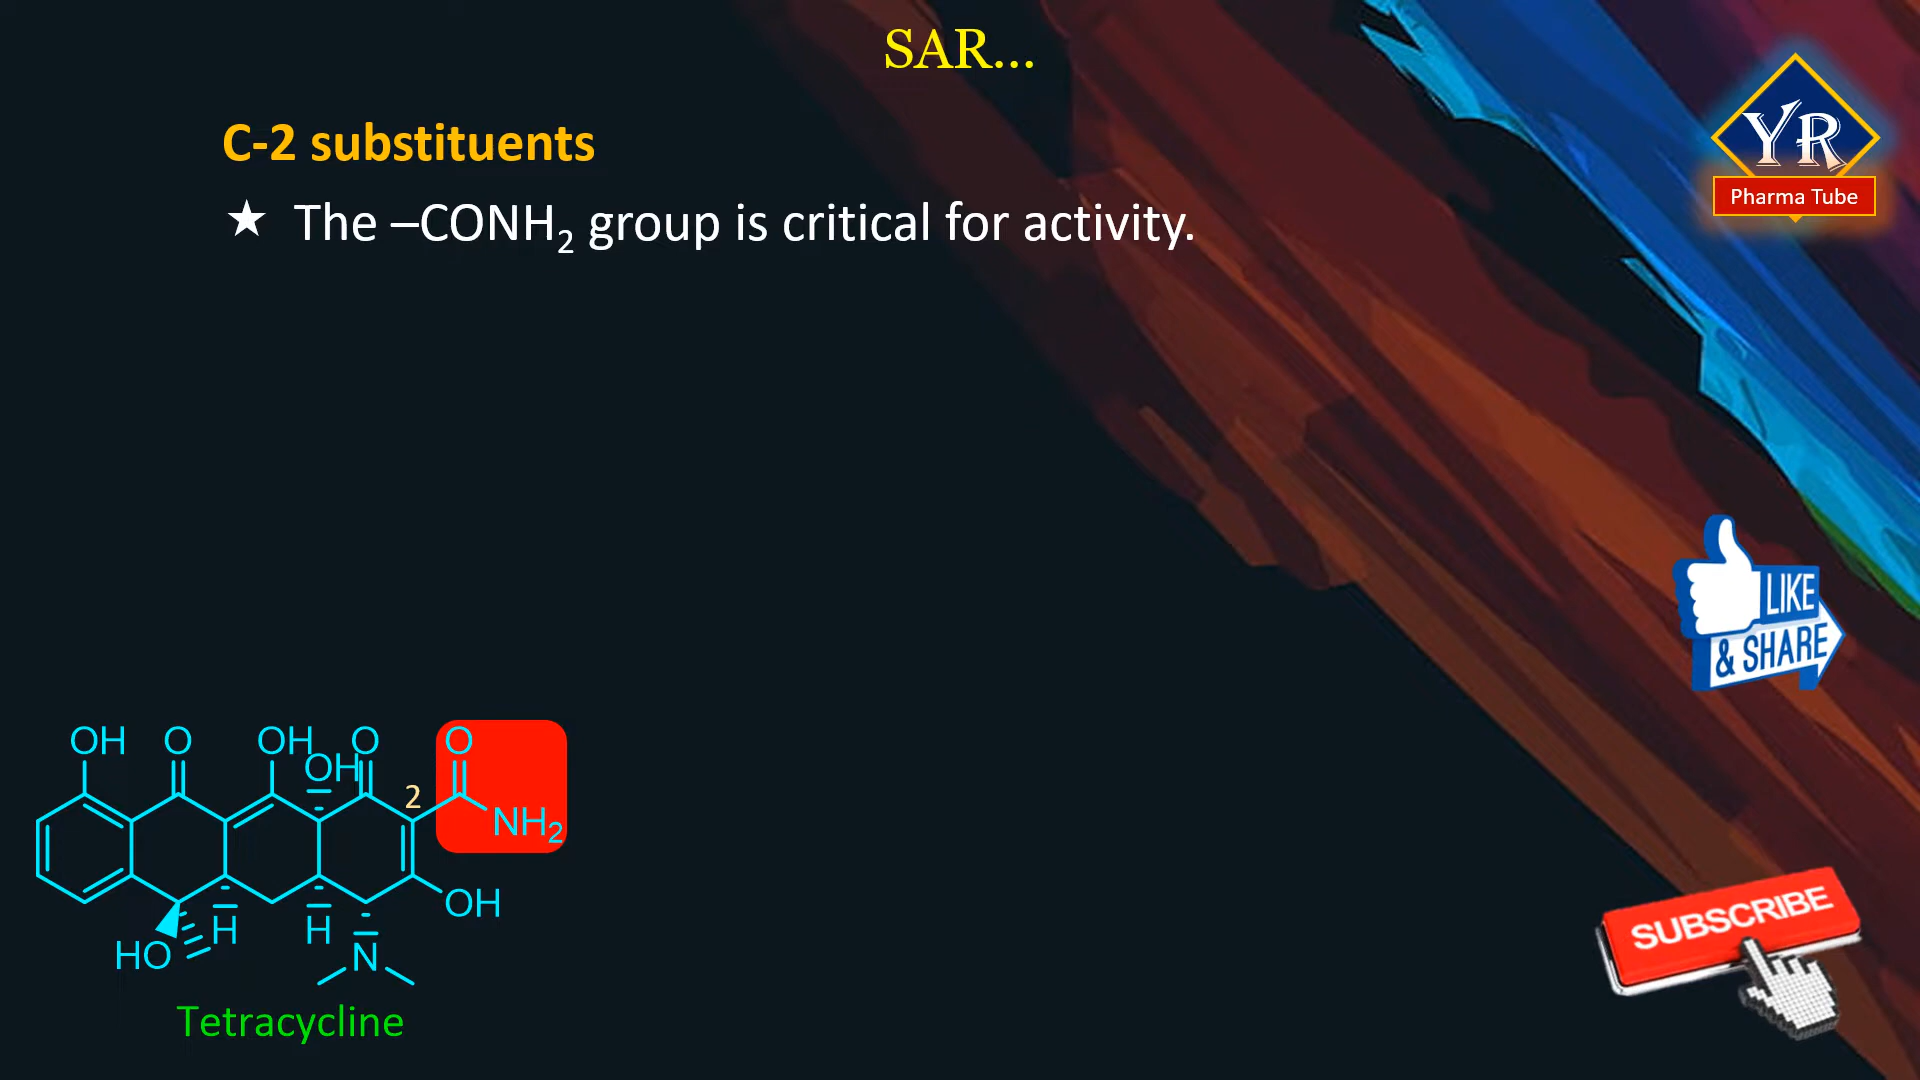 SAR...
YR
Pharma Tube
C-2 substituents
★ The –CONH₂ group is critical for activity.
LIKE
& SHARE
OH O OH OH O O
2
NH₂
OH
HO H H N
Tetracycline
SUBSCRIBE